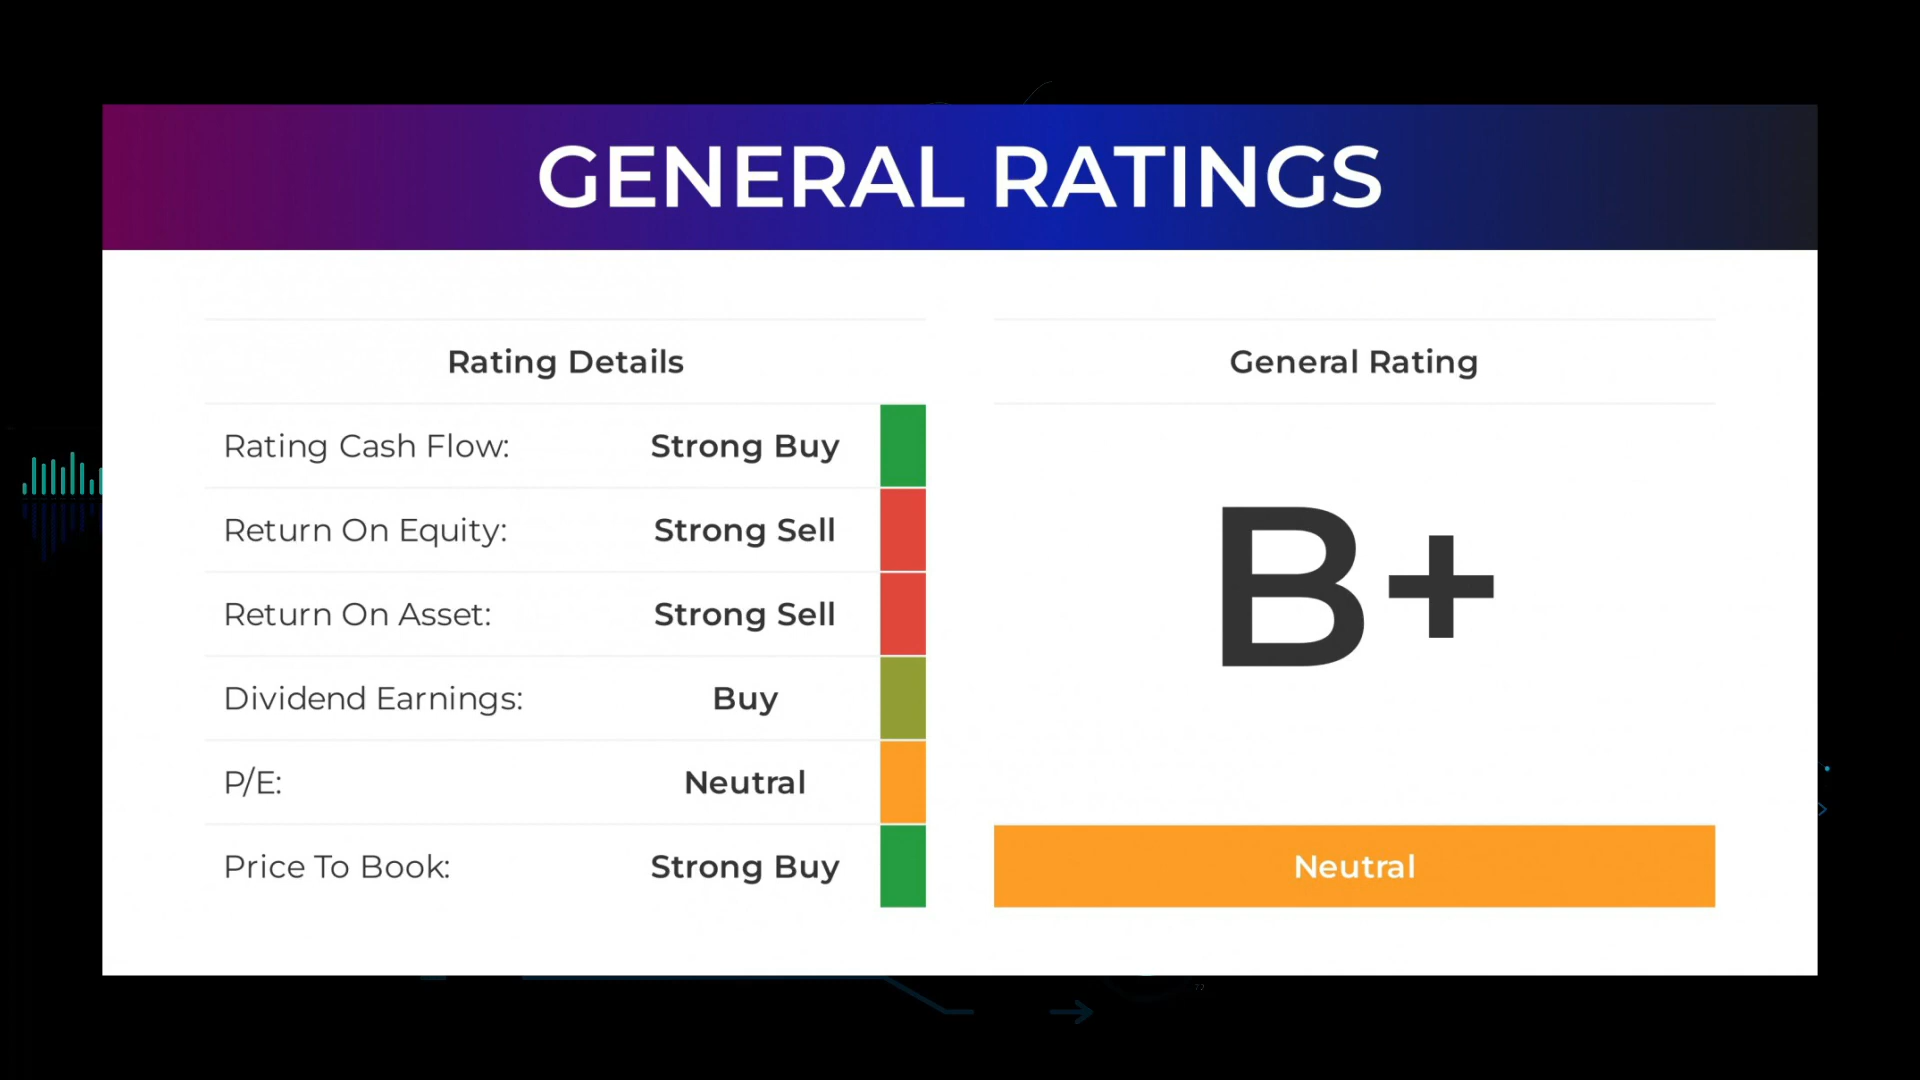 GENERAL RATINGS
Rating Details
Rating Cash Flow: Strong Buy
Return On Equity: Strong Sell
Return On Asset: Strong Sell
Dividend Earnings: Buy
P/E: Neutral
Price To Book: Strong Buy
General Rating
B+
Neutral